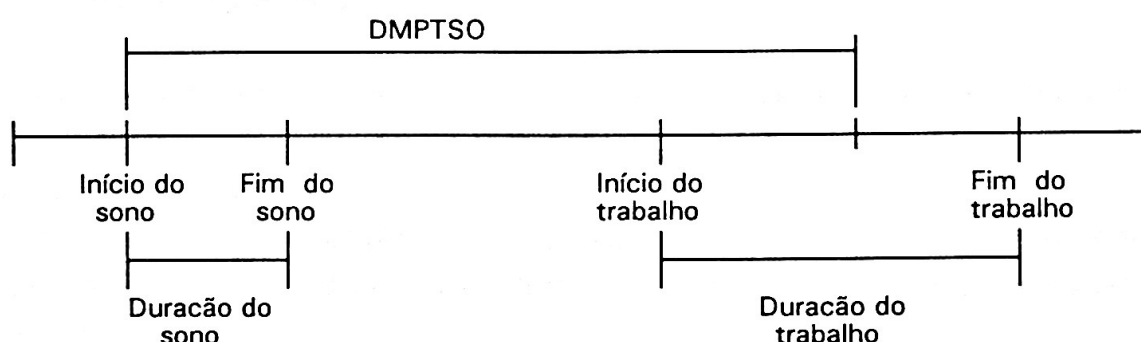 DMPTSO
Início do
sono
Fim do
sono
Início do
trabalho
Fim do
trabalho
Duracão do
sono
Duracão do
trabalho